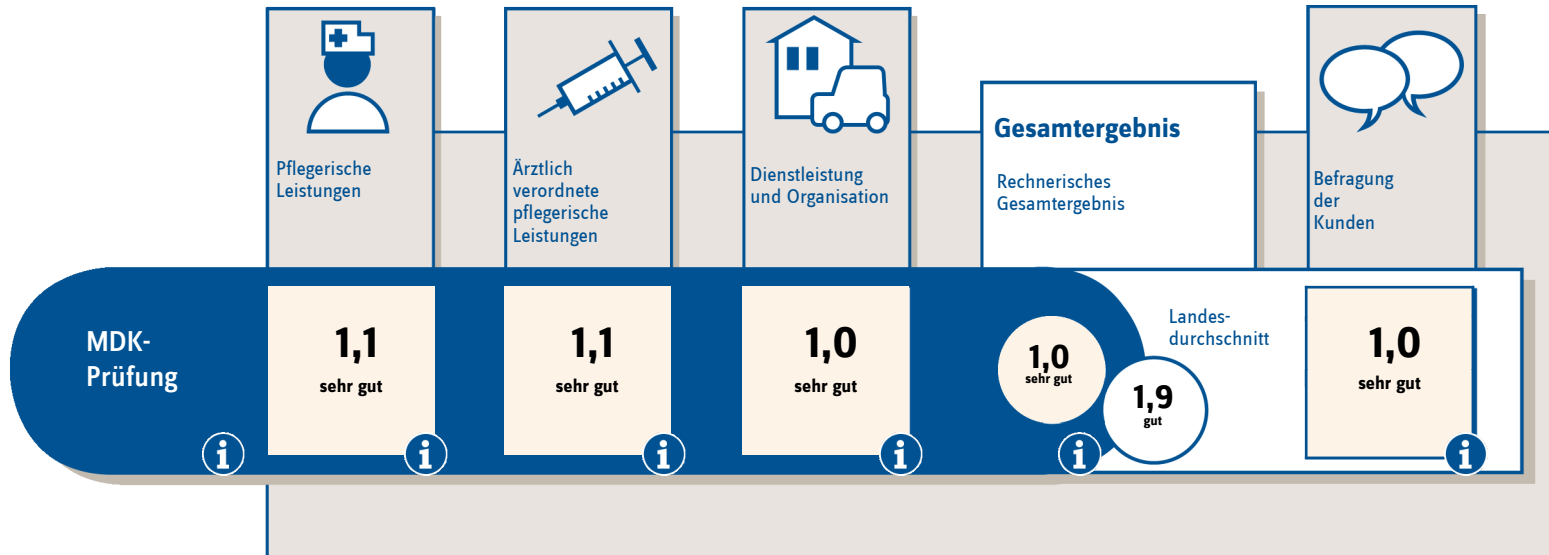 Pflegerische
Leistungen
Ärztlich
verordnete
pflegerische
Leistungen
Dienstleistung
und Organisation
Gesamtergebnis
Rechnerisches
Gesamtergebnis
Befragung
der
Kunden
MDK-
Prüfung
1,1
sehr gut
1,1
sehr gut
1,0
sehr gut
1,0
sehr gut
Landes-
durchschnitt
1,9
gut
1,0
sehr gut
i
i
i
i
i
i